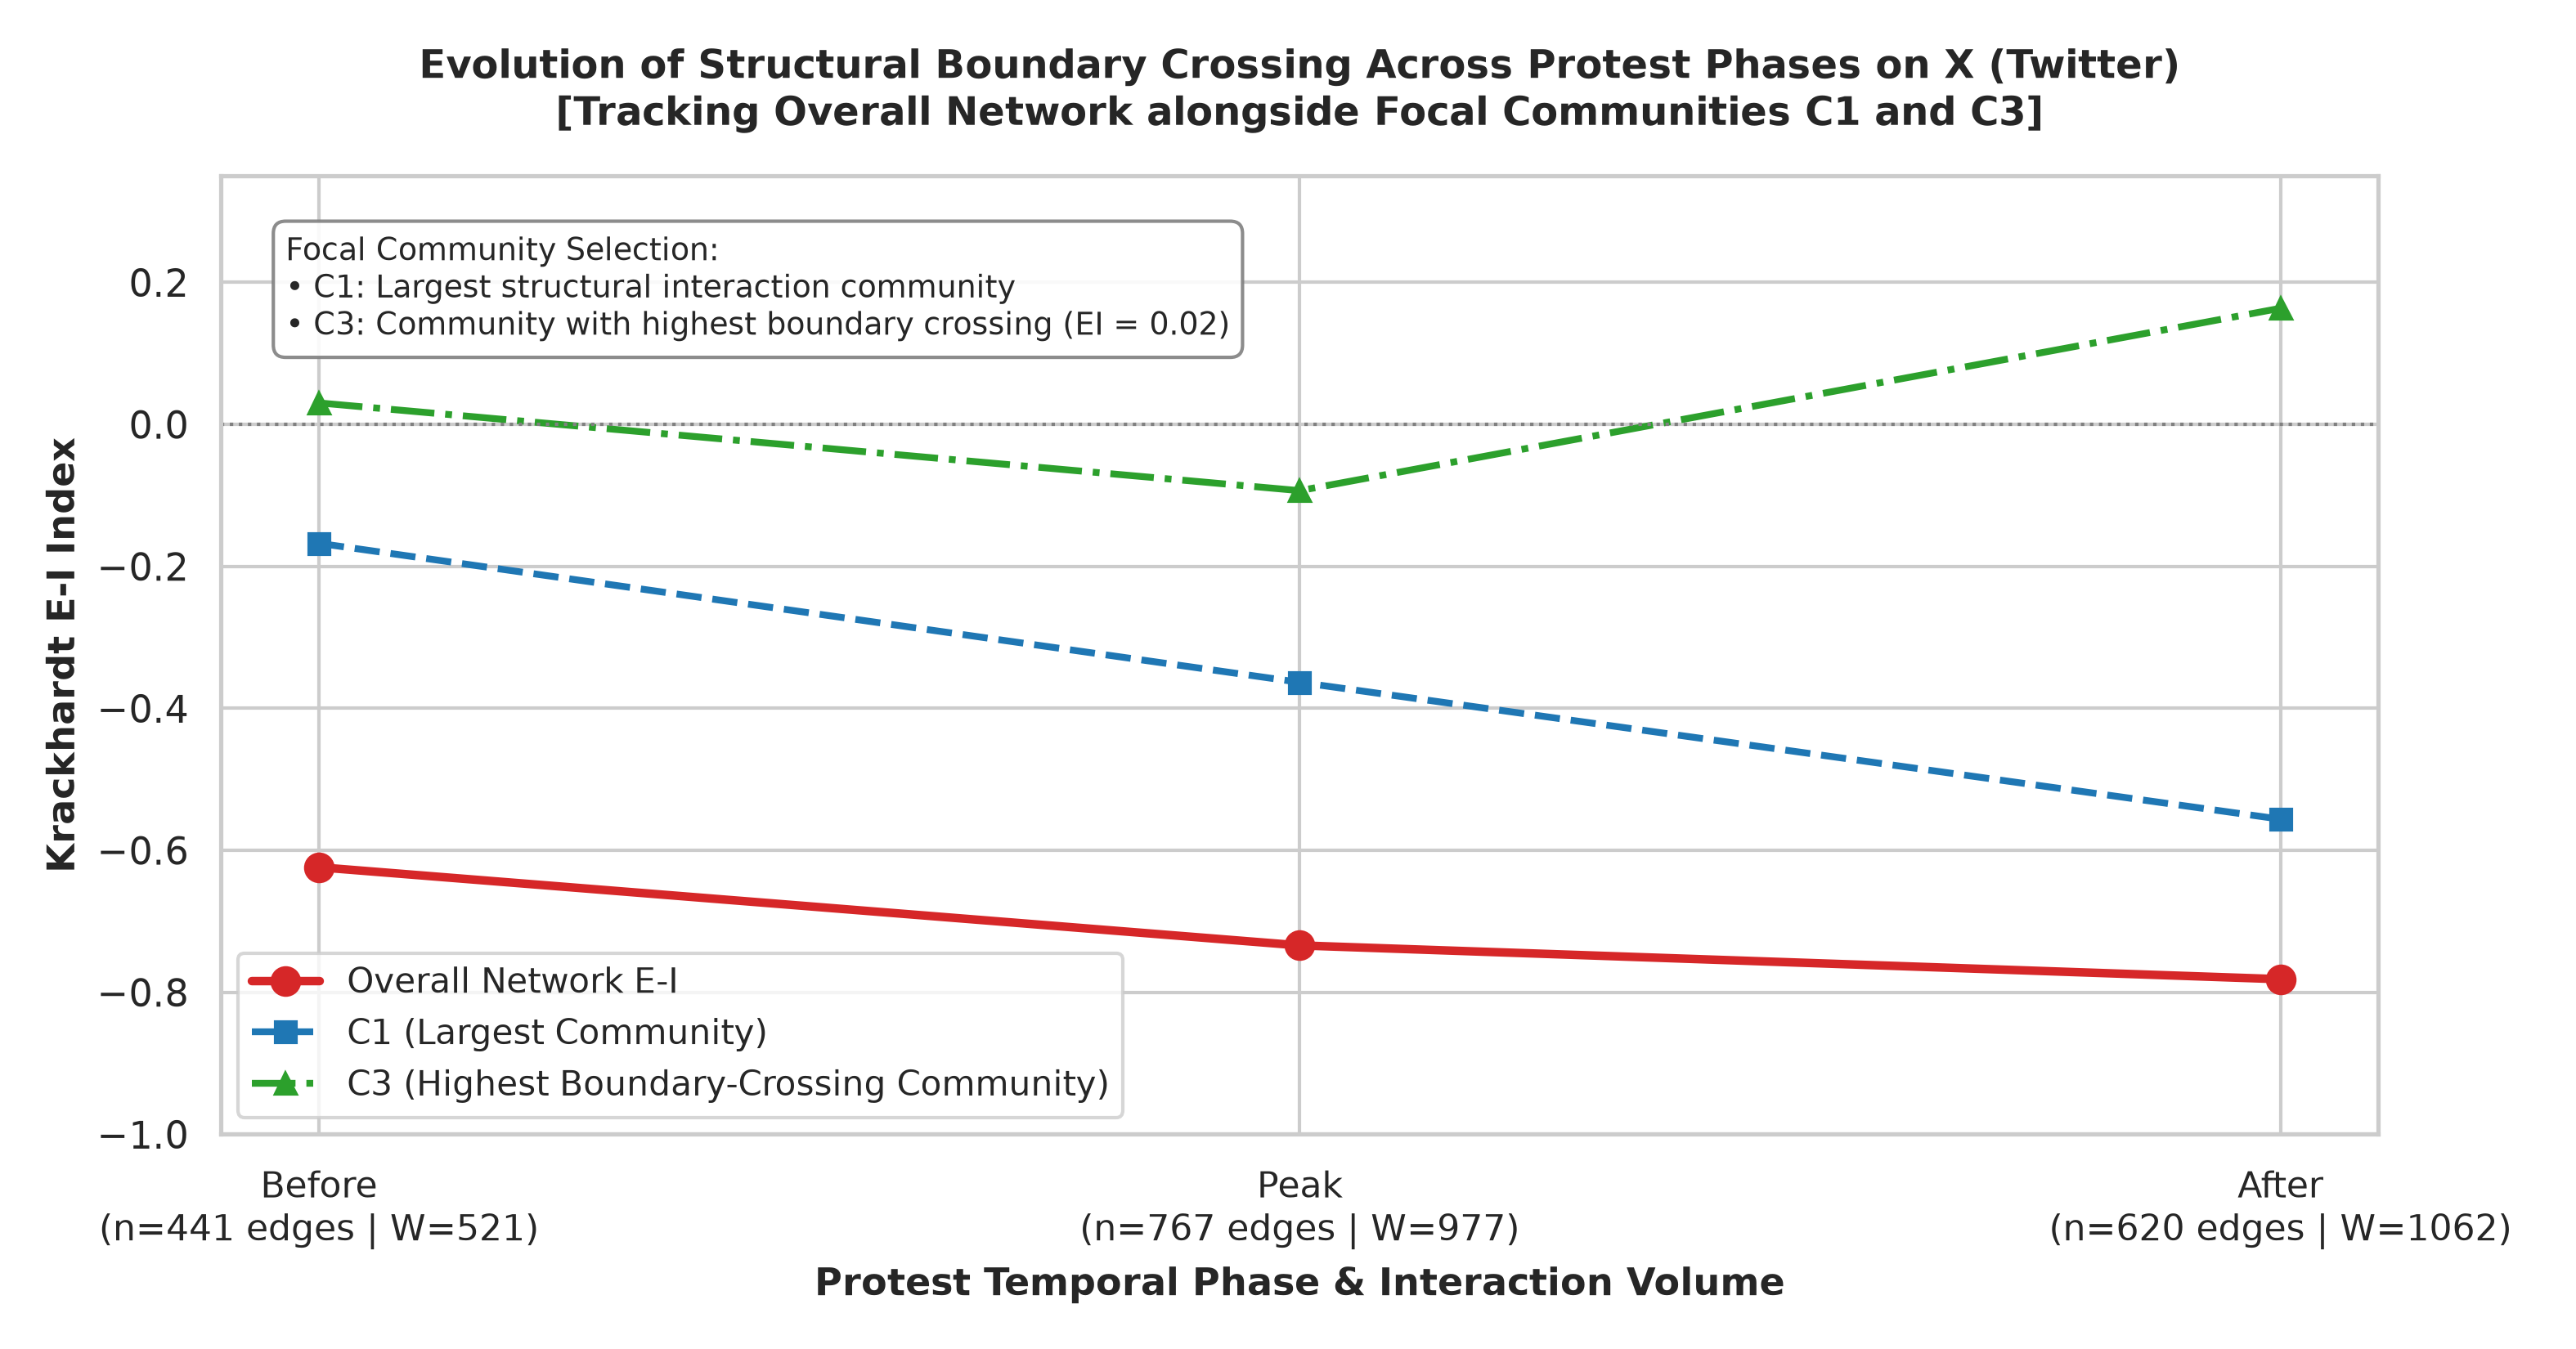 Evolution of Structural Boundary Crossing Across Protest Phases on X (Twitter)
[Tracking Overall Network alongside Focal Communities C1 and C3]
Focal Community Selection:
• C1: Largest structural interaction community
• C3: Community with highest boundary crossing (EI = 0.02)
Krackhardt E-I Index
0.2
0.0
−0.2
−0.4
−0.6
−0.8
−1.0
Overall Network E-I
C1 (Largest Community)
C3 (Highest Boundary-Crossing Community)
Before
(n=441 edges | W=521)
Peak
(n=767 edges | W=977)
After
(n=620 edges | W=1062)
Protest Temporal Phase & Interaction Volume